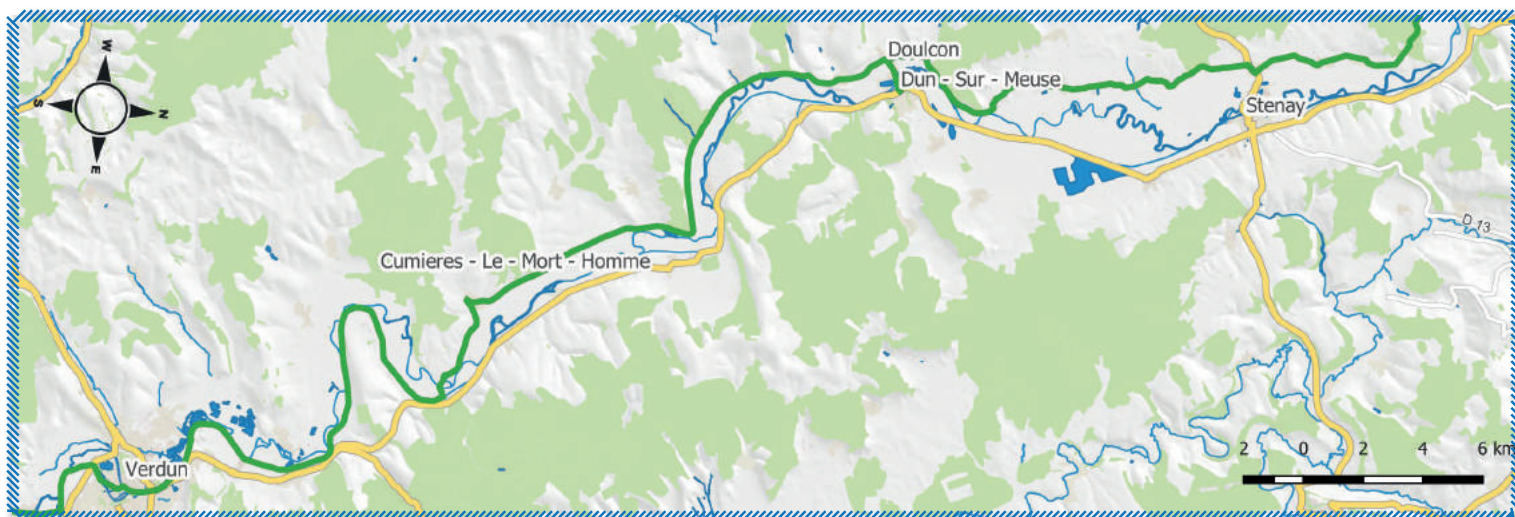 Doulcon
Dun - Sur - Meuse
Stenay
Cumieres - Le - Mort - Homme
Verdun
D 13
W
S
N
E
2 0 2 4 6 km